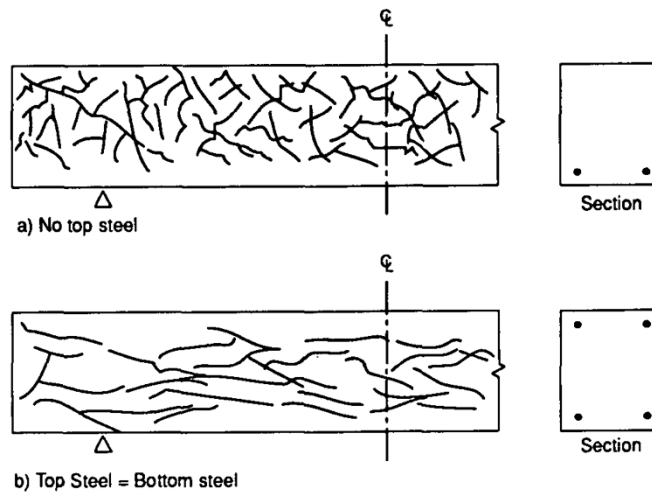 ℄
Section
a) No top steel
℄
Section
b) Top Steel = Bottom steel